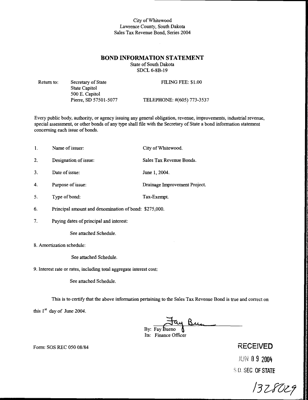 City of Whitewood
Lawrence County, South Dakota
Sales Tax Revenue Bond, Series 2004
BOND INFORMATION STATEMENT
State of South Dakota
SDCL 6-8B-19
Return to: Secretary of State FILING FEE: $1.00
State Capitol
500 E. Capitol
Pierre, SD 57501-5077 TELEPHONE: #(605) 773-3537
Every public body, authority, or agency issuing any general obligation, revenue, improvements, industrial revenue,
special assessment, or other bonds of any type shall file with the Secretary of State a bond information statement
concerning each issue of bonds.
1. Name of issuer: City of Whitewood.
2. Designation of issue: Sales Tax Revenue Bonds.
3. Date of issue: June 1, 2004.
4. Purpose of issue: Drainage Improvement Project.
5. Type of bond: Tax-Exempt.
6. Principal amount and denomination of bond: $275,000.
7. Paying dates of principal and interest:
See attached Schedule.
8. Amortization schedule:
See attached Schedule.
9. Interest rate or rates, including total aggregate interest cost:
See attached Schedule.
This is to certify that the above information pertaining to the Sales Tax Revenue Bond is true and correct on
this 1st day of June 2004.
By: Fay Bueno
Its: Finance Officer
Form: SOS REC 050 08/84
RECEIVED
JUN 09 2004
S.D. SEC OF STATE
1328029